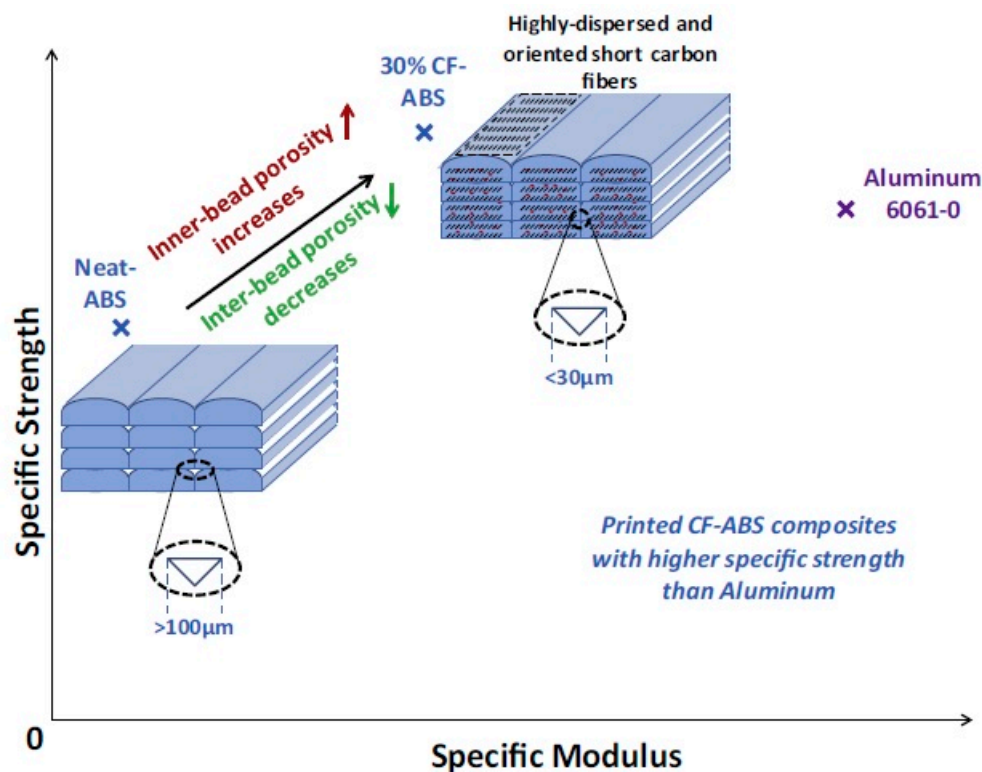 Highly-dispersed and
oriented short carbon
fibers
30% CF-
ABS
Inner-bead porosity
increases
Inter-bead porosity
decreases
Aluminum
6061-0
Neat-
ABS
<30µm
>100µm
Printed CF-ABS composites
with higher specific strength
than Aluminum
Specific Strength
0
Specific Modulus